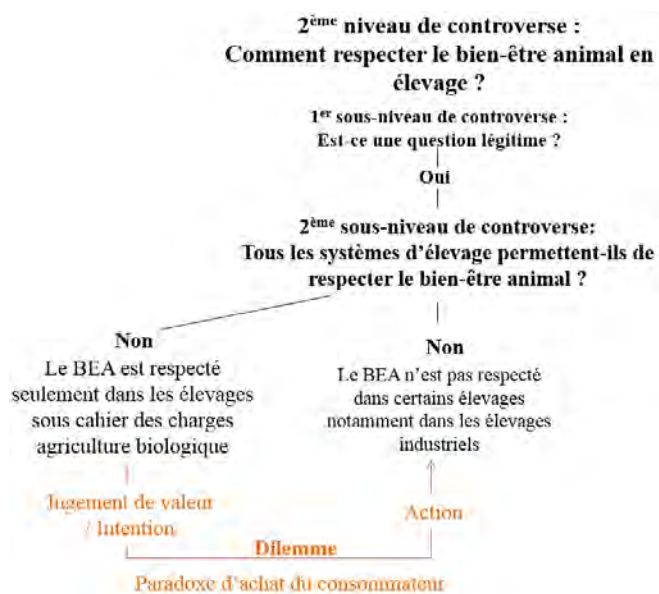 2ème niveau de controverse :
Comment respecter le bien-être animal en
élevage ?
1er sous-niveau de controverse :
Est-ce une question légitime ?
Oui
2ème sous-niveau de controverse:
Tous les systèmes d'élevage permettent-ils de
respecter le bien-être animal ?
Non
Le BEA est respecté
seulement dans les élevages
sous cahier des charges
agriculture biologique
Non
Le BEA n'est pas respecté
dans certains élevages
notamment dans les élevages
industriels
Jugement de valeur
/ Intention
Action
Dilemme
Paradoxe d'achat du consommateur